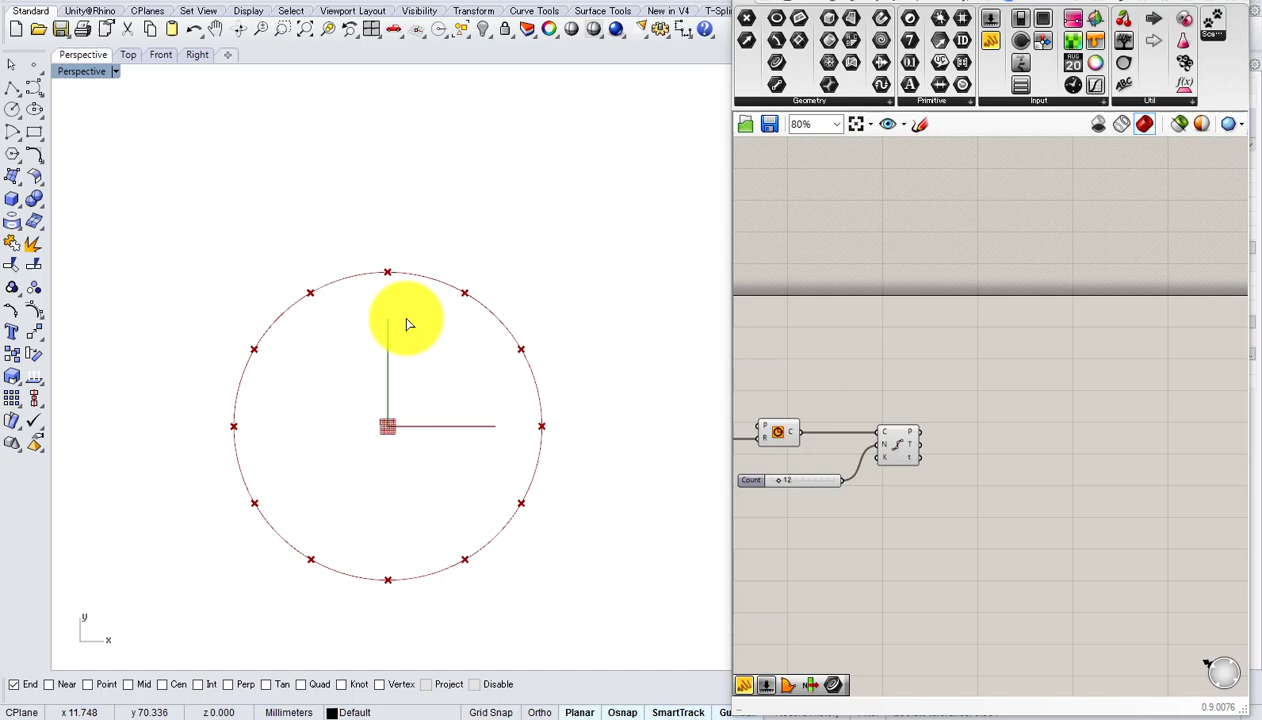 Standard Unity@Rhino CPlanes Set View Display Select Viewport Layout Visibility Transform Curve Tools Surface Tools New in V4 T-Spli
Perspective Top Front Right
Perspective
Geometry Primitive Input Util
80%
P R C
C N K P T t
Count 12
y
x
End Near Point Mid Cen Int Perp Tan Quad Knot Vertex Project Disable
CPlane x 11.748 y 70.336 z 0.000 Millimeters Default Grid Snap Ortho Planar Osnap SmartTrack
0.9.0076